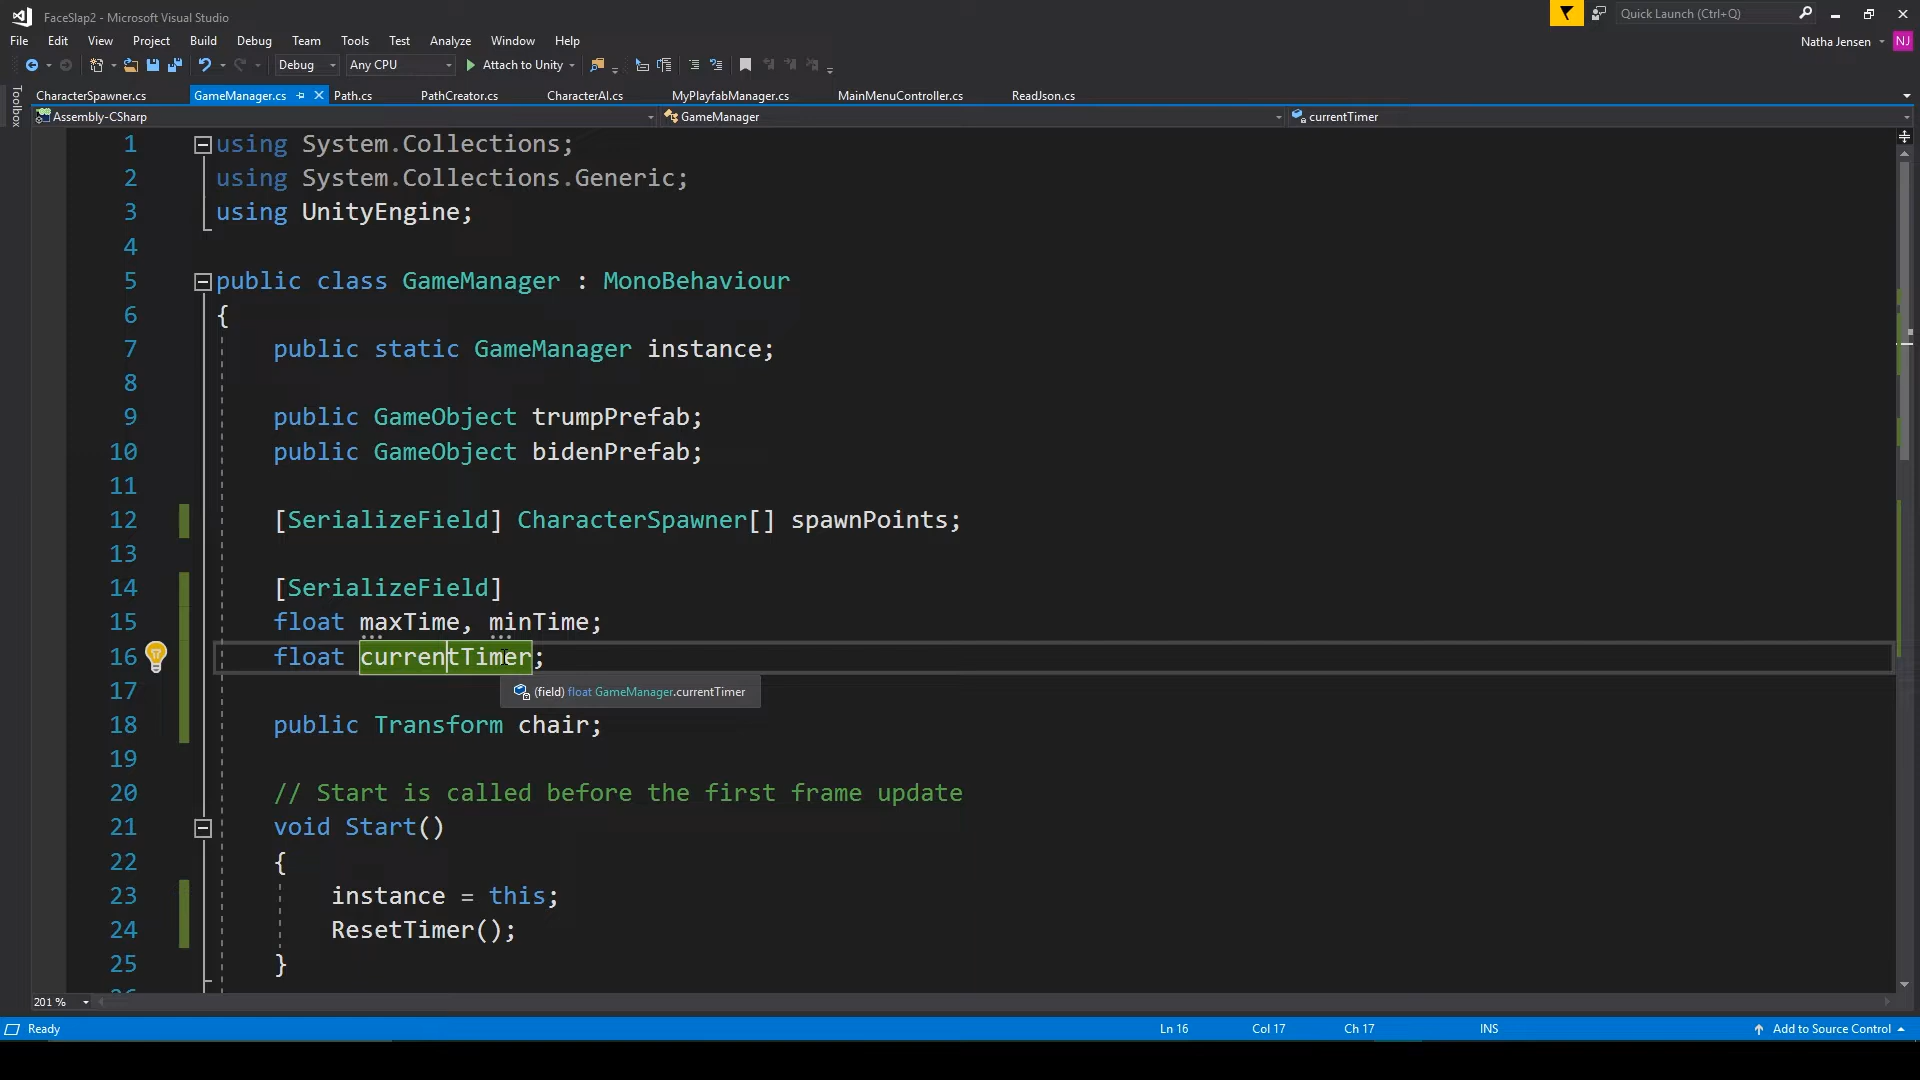 FaceSlap2 - Microsoft Visual Studio
Quick Launch (Ctrl+Q)
File Edit View Project Build Debug Team Tools Test Analyze Window Help
Natha Jensen NJ
Debug Any CPU Attach to Unity
Toolbox
CharacterSpawner.cs GameManager.cs Path.cs PathCreator.cs CharacterAI.cs MyPlayfabManager.cs MainMenuController.cs ReadJson.cs
Assembly-CSharp GameManager currentTimer
1 using System.Collections;
2 using System.Collections.Generic;
3 using UnityEngine;
4
5 public class GameManager : MonoBehaviour
6 {
7 public static GameManager instance;
8
9 public GameObject trumpPrefab;
10 public GameObject bidenPrefab;
11
12 [SerializeField] CharacterSpawner[] spawnPoints;
13
14 [SerializeField]
15 float maxTime, minTime;
16 float currentTimer;
(field) float GameManager.currentTimer
17
18 public Transform chair;
19
20 // Start is called before the first frame update
21 void Start()
22 {
23 instance = this;
24 ResetTimer();
25 }
201 %
Ready Ln 16 Col 17 Ch 17 INS Add to Source Control